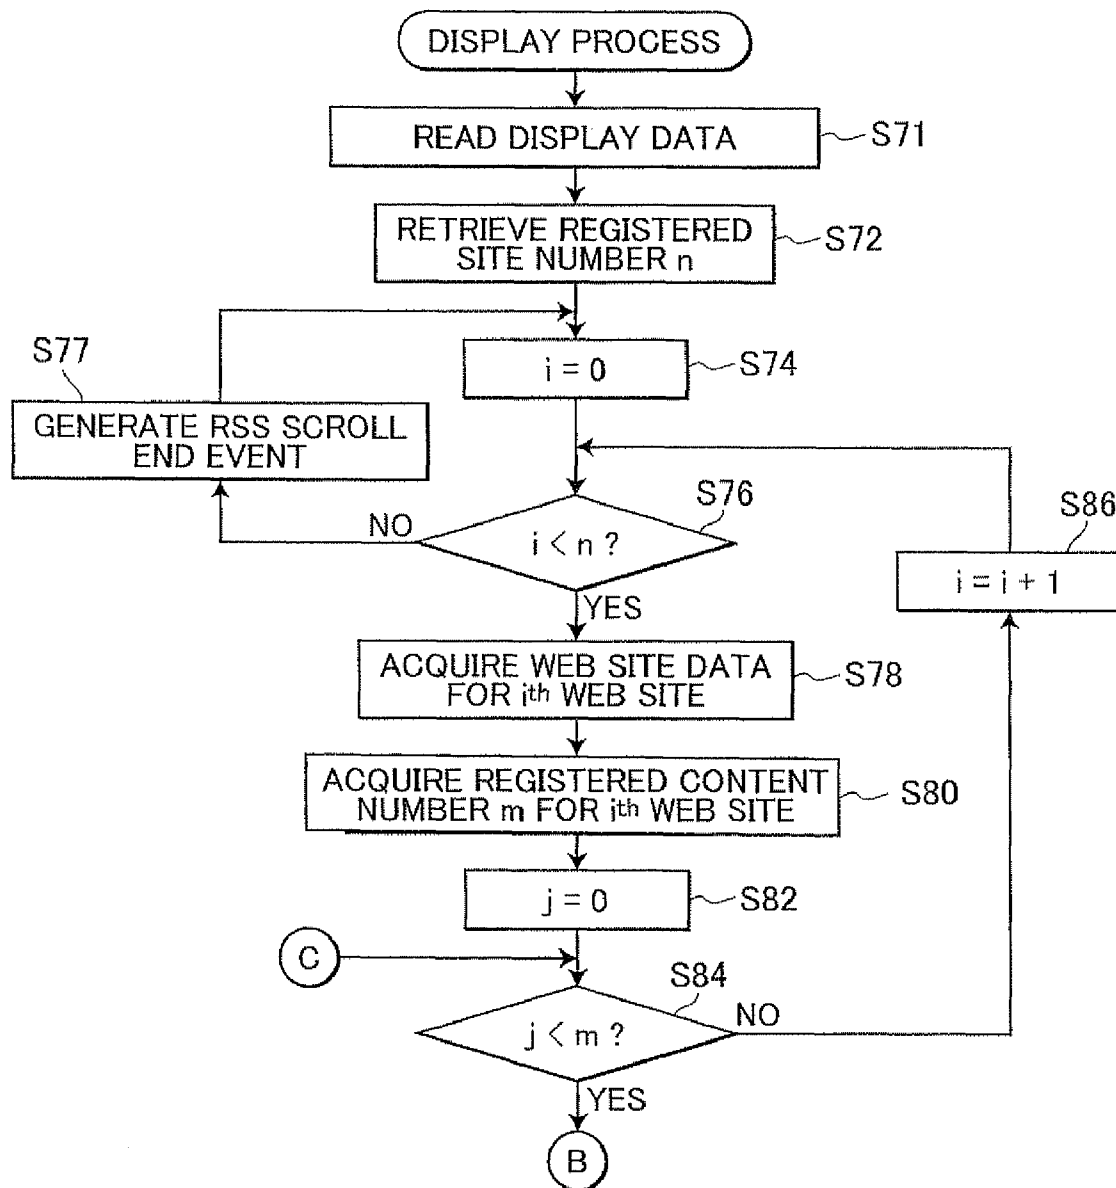 DISPLAY PROCESS
READ DISPLAY DATA
S71
RETRIEVE REGISTERED
SITE NUMBER n
S72
S77
GENERATE RSS SCROLL
END EVENT
i = 0
S74
NO
i < n ?
S76
YES
S86
i = i + 1
ACQUIRE WEB SITE DATA
FOR ith WEB SITE
S78
ACQUIRE REGISTERED CONTENT
NUMBER m FOR ith WEB SITE
S80
j = 0
S82
C
S84
j < m ?
NO
YES
B